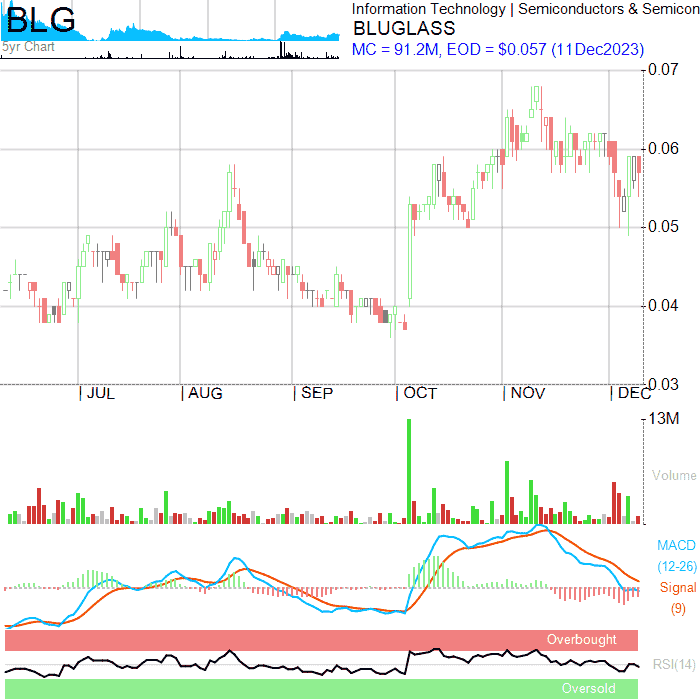 BLG
5yr Chart
Information Technology | Semiconductors & Semicon
BLUGLASS
MC = 91.2M, EOD = $0.057 (11Dec2023)
0.07
0.06
0.05
0.04
0.03
JUL
AUG
SEP
OCT
NOV
DEC
13M
Volume
MACD
(12-26)
Signal
(9)
Overbought
RSI(14)
Oversold